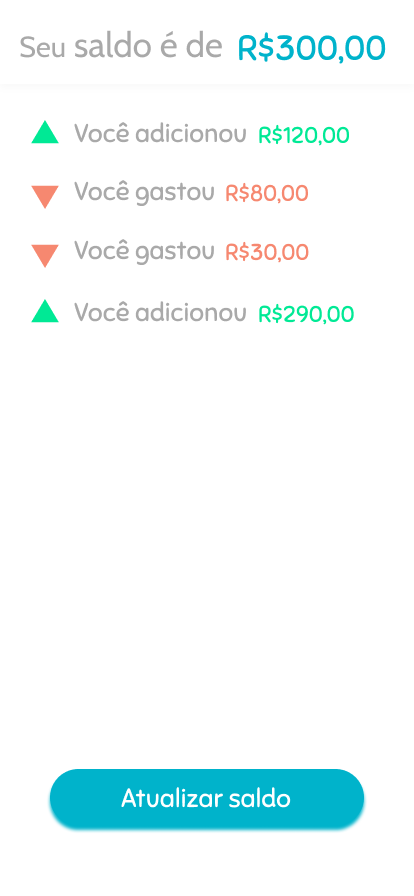 Seu saldo é de R$300,00
Você adicionou R$120,00
Você gastou R$80,00
Você gastou R$30,00
Você adicionou R$290,00
Atualizar saldo